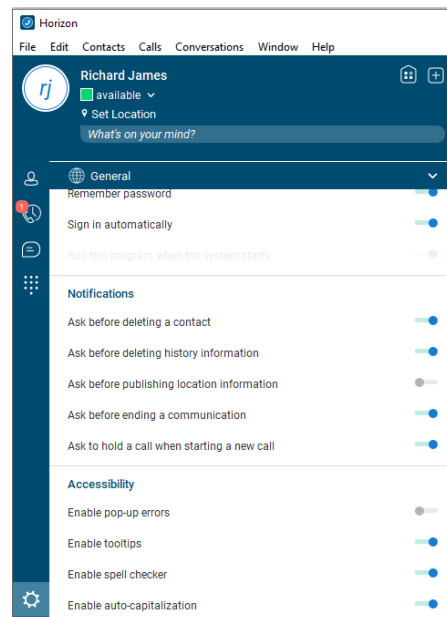 Horizon
File Edit Contacts Calls Conversations Window Help
rj
Richard James
available
Set Location
What's on your mind?
General
Remember password
1
Sign in automatically
Run this program when the system starts
Notifications
Ask before deleting a contact
Ask before deleting history information
Ask before publishing location information
Ask before ending a communication
Ask to hold a call when starting a new call
Accessibility
Enable pop-up errors
Enable tooltips
Enable spell checker
Enable auto-capitalization